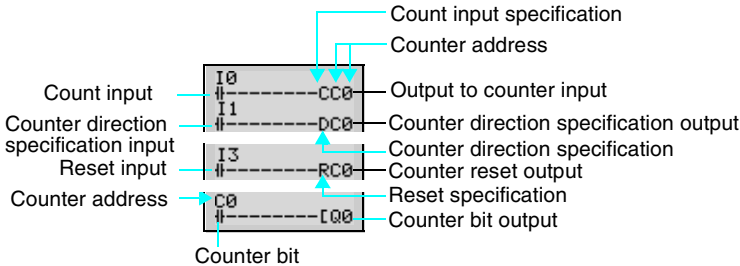 Count input specification
Counter address
I0
Count input
CC0
Output to counter input
I1
Counter direction
specification input
DC0
Counter direction specification output
Counter direction specification
I3
Reset input
RC0
Counter reset output
Reset specification
Counter address
C0
[Q0
Counter bit output
Counter bit